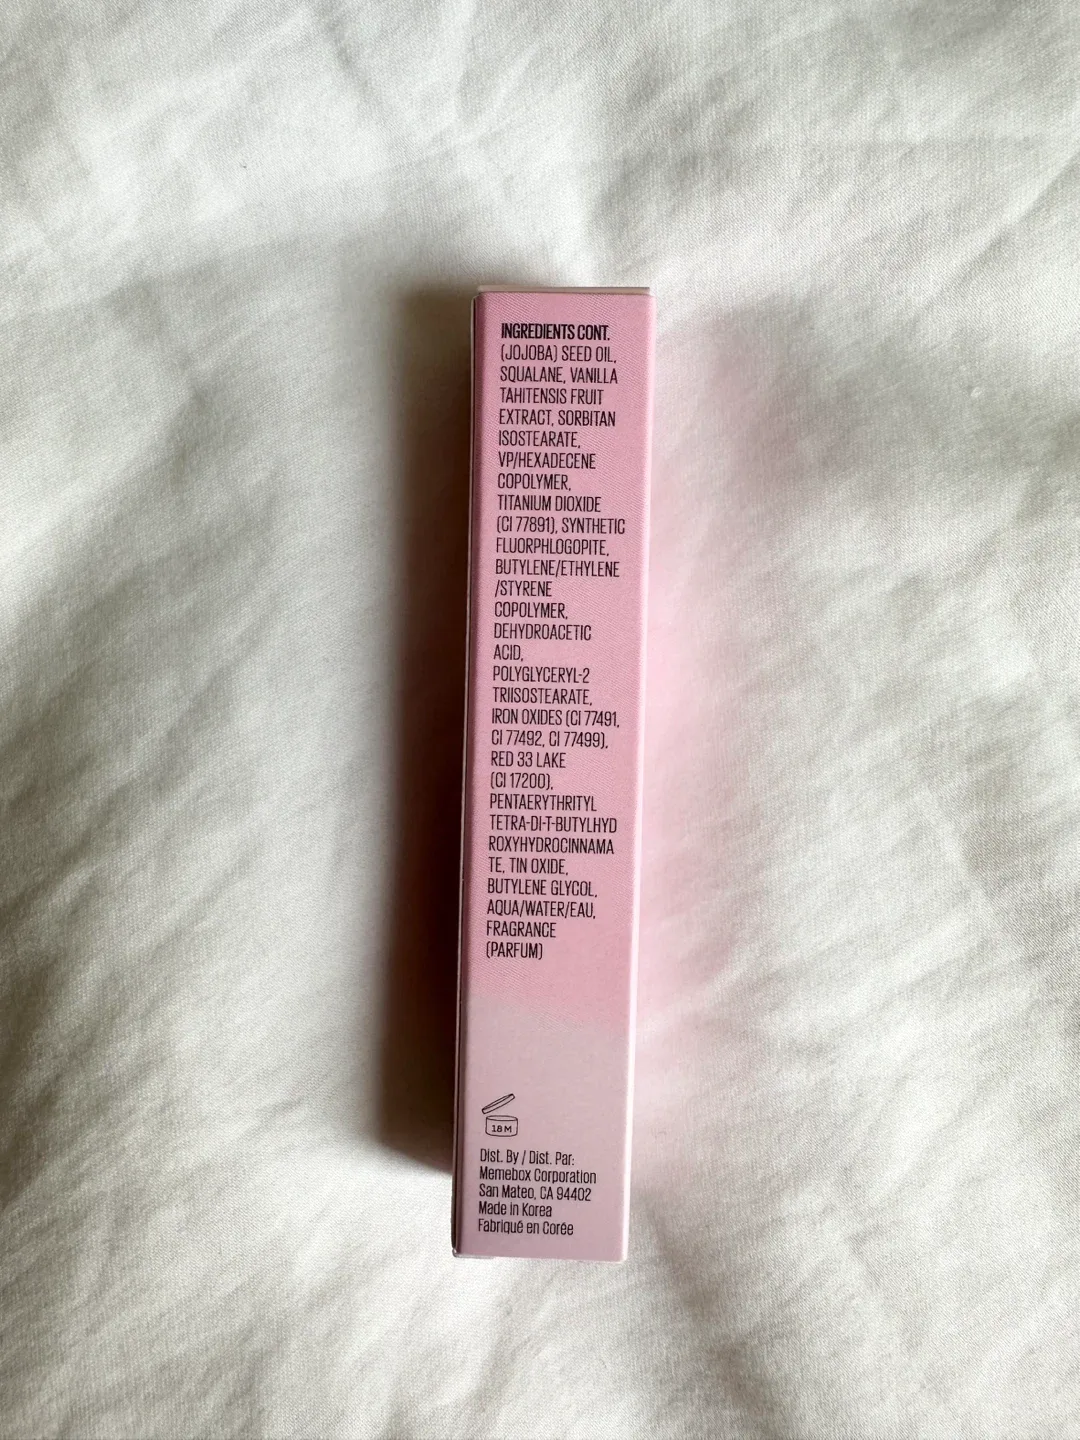 INGREDIENTS CONT.
(JOJOBA) SEED OIL,
SQUALANE, VANILLA
TAHITENSIS FRUIT
EXTRACT, SORBITAN
ISOSTEARATE,
VP/HEXADECENE
COPOLYMER,
TITANIUM DIOXIDE
(CI 77891), SYNTHETIC
FLUORPHLOGOPITE,
BUTYLENE/ETHYLENE
/STYRENE
COPOLYMER,
DEHYDROACETIC
ACID,
POLYGLYCERYL-2
TRIISOSTEARATE,
IRON OXIDES (CI 77491,
CI 77492, CI 77499),
RED 33 LAKE
(CI 17200),
PENTAERYTHRITYL
TETRA-DI-T-BUTYLHYD
ROXYHYDROCINNAMA
TE, TIN OXIDE,
BUTYLENE GLYCOL,
AQUA/WATER/EAU,
FRAGRANCE
(PARFUM)
18 M
Dist. By / Dist. Par:
Memebox Corporation
San Mateo, CA 94402
Made in Korea
Fabriqué en Corée